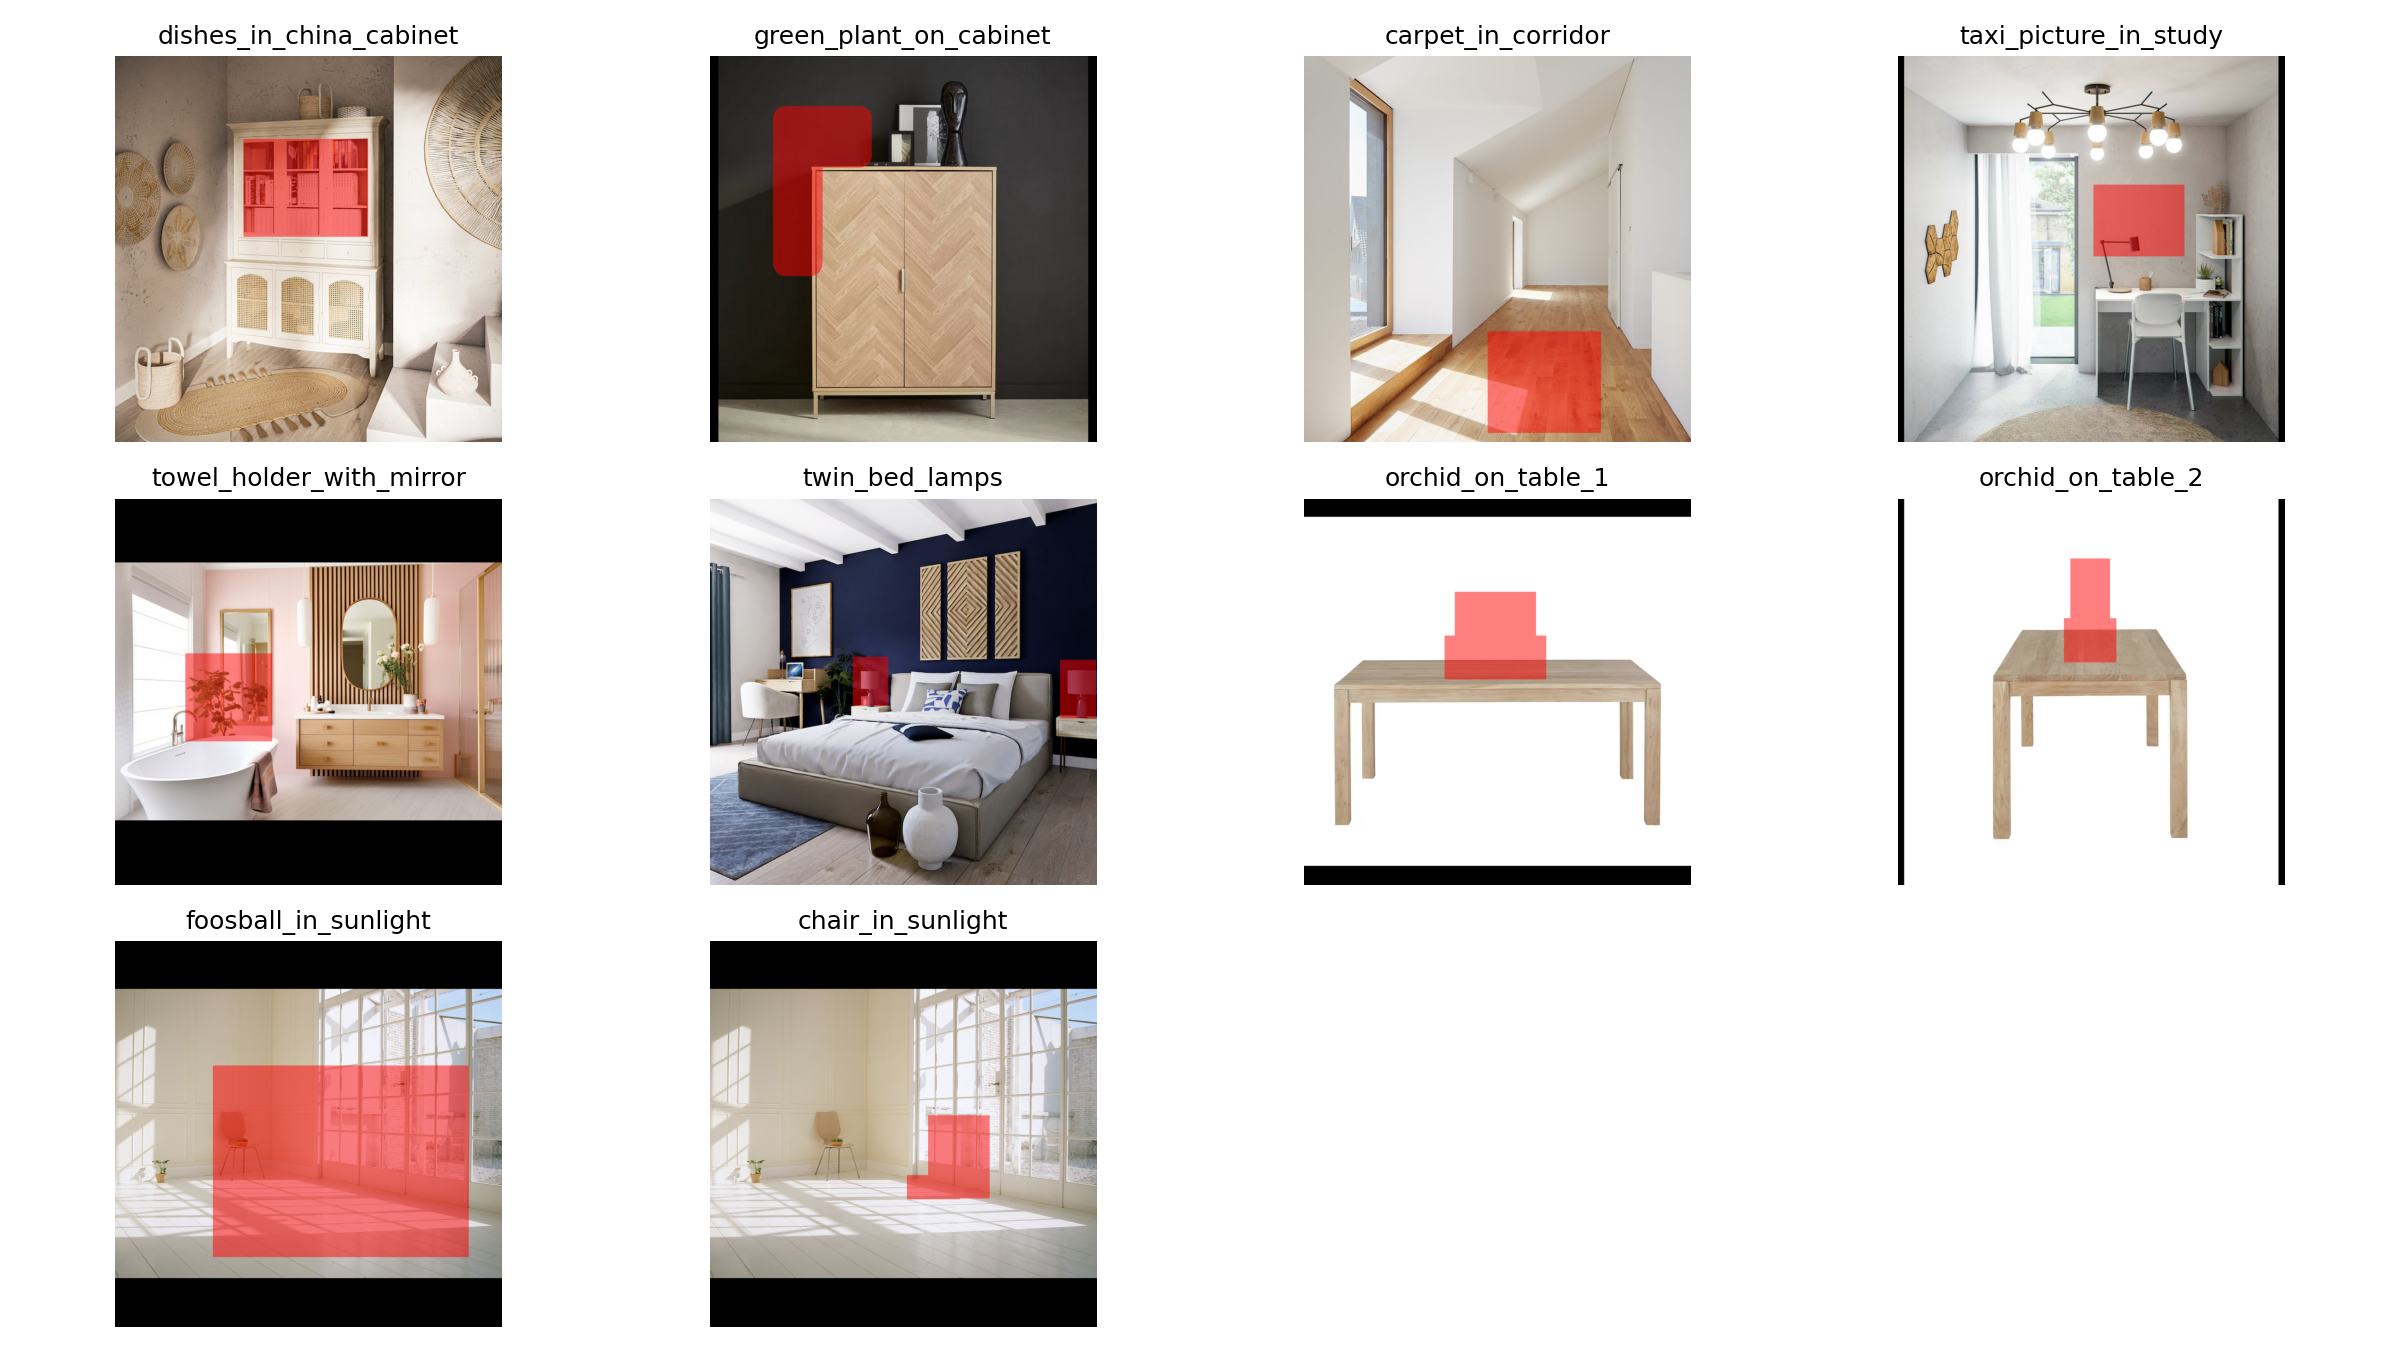 dishes_in_china_cabinet
green_plant_on_cabinet
carpet_in_corridor
taxi_picture_in_study
towel_holder_with_mirror
twin_bed_lamps
orchid_on_table_1
orchid_on_table_2
foosball_in_sunlight
chair_in_sunlight